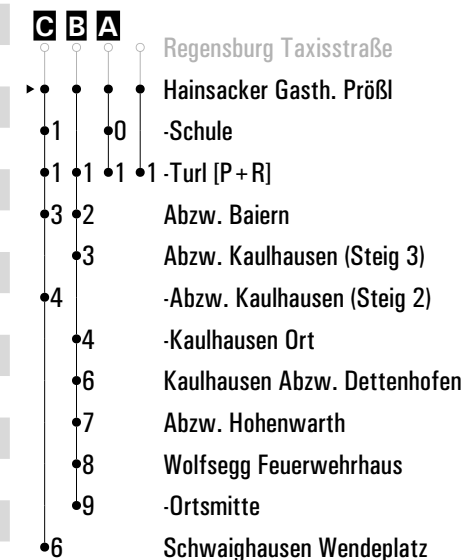 C B A
Regensburg Taxisstraße
Hainsacker Gasth. Prößl
1 0 -Schule
1 1 1 1 -Turl [P+R]
3 2 Abzw. Baiern
3 Abzw. Kaulhausen (Steig 3)
4 -Abzw. Kaulhausen (Steig 2)
4 -Kaulhausen Ort
6 Kaulhausen Abzw. Dettenhofen
7 Abzw. Hohenwarth
8 Wolfsegg Feuerwehrhaus
9 -Ortsmitte
6 Schwaighausen Wendeplatz